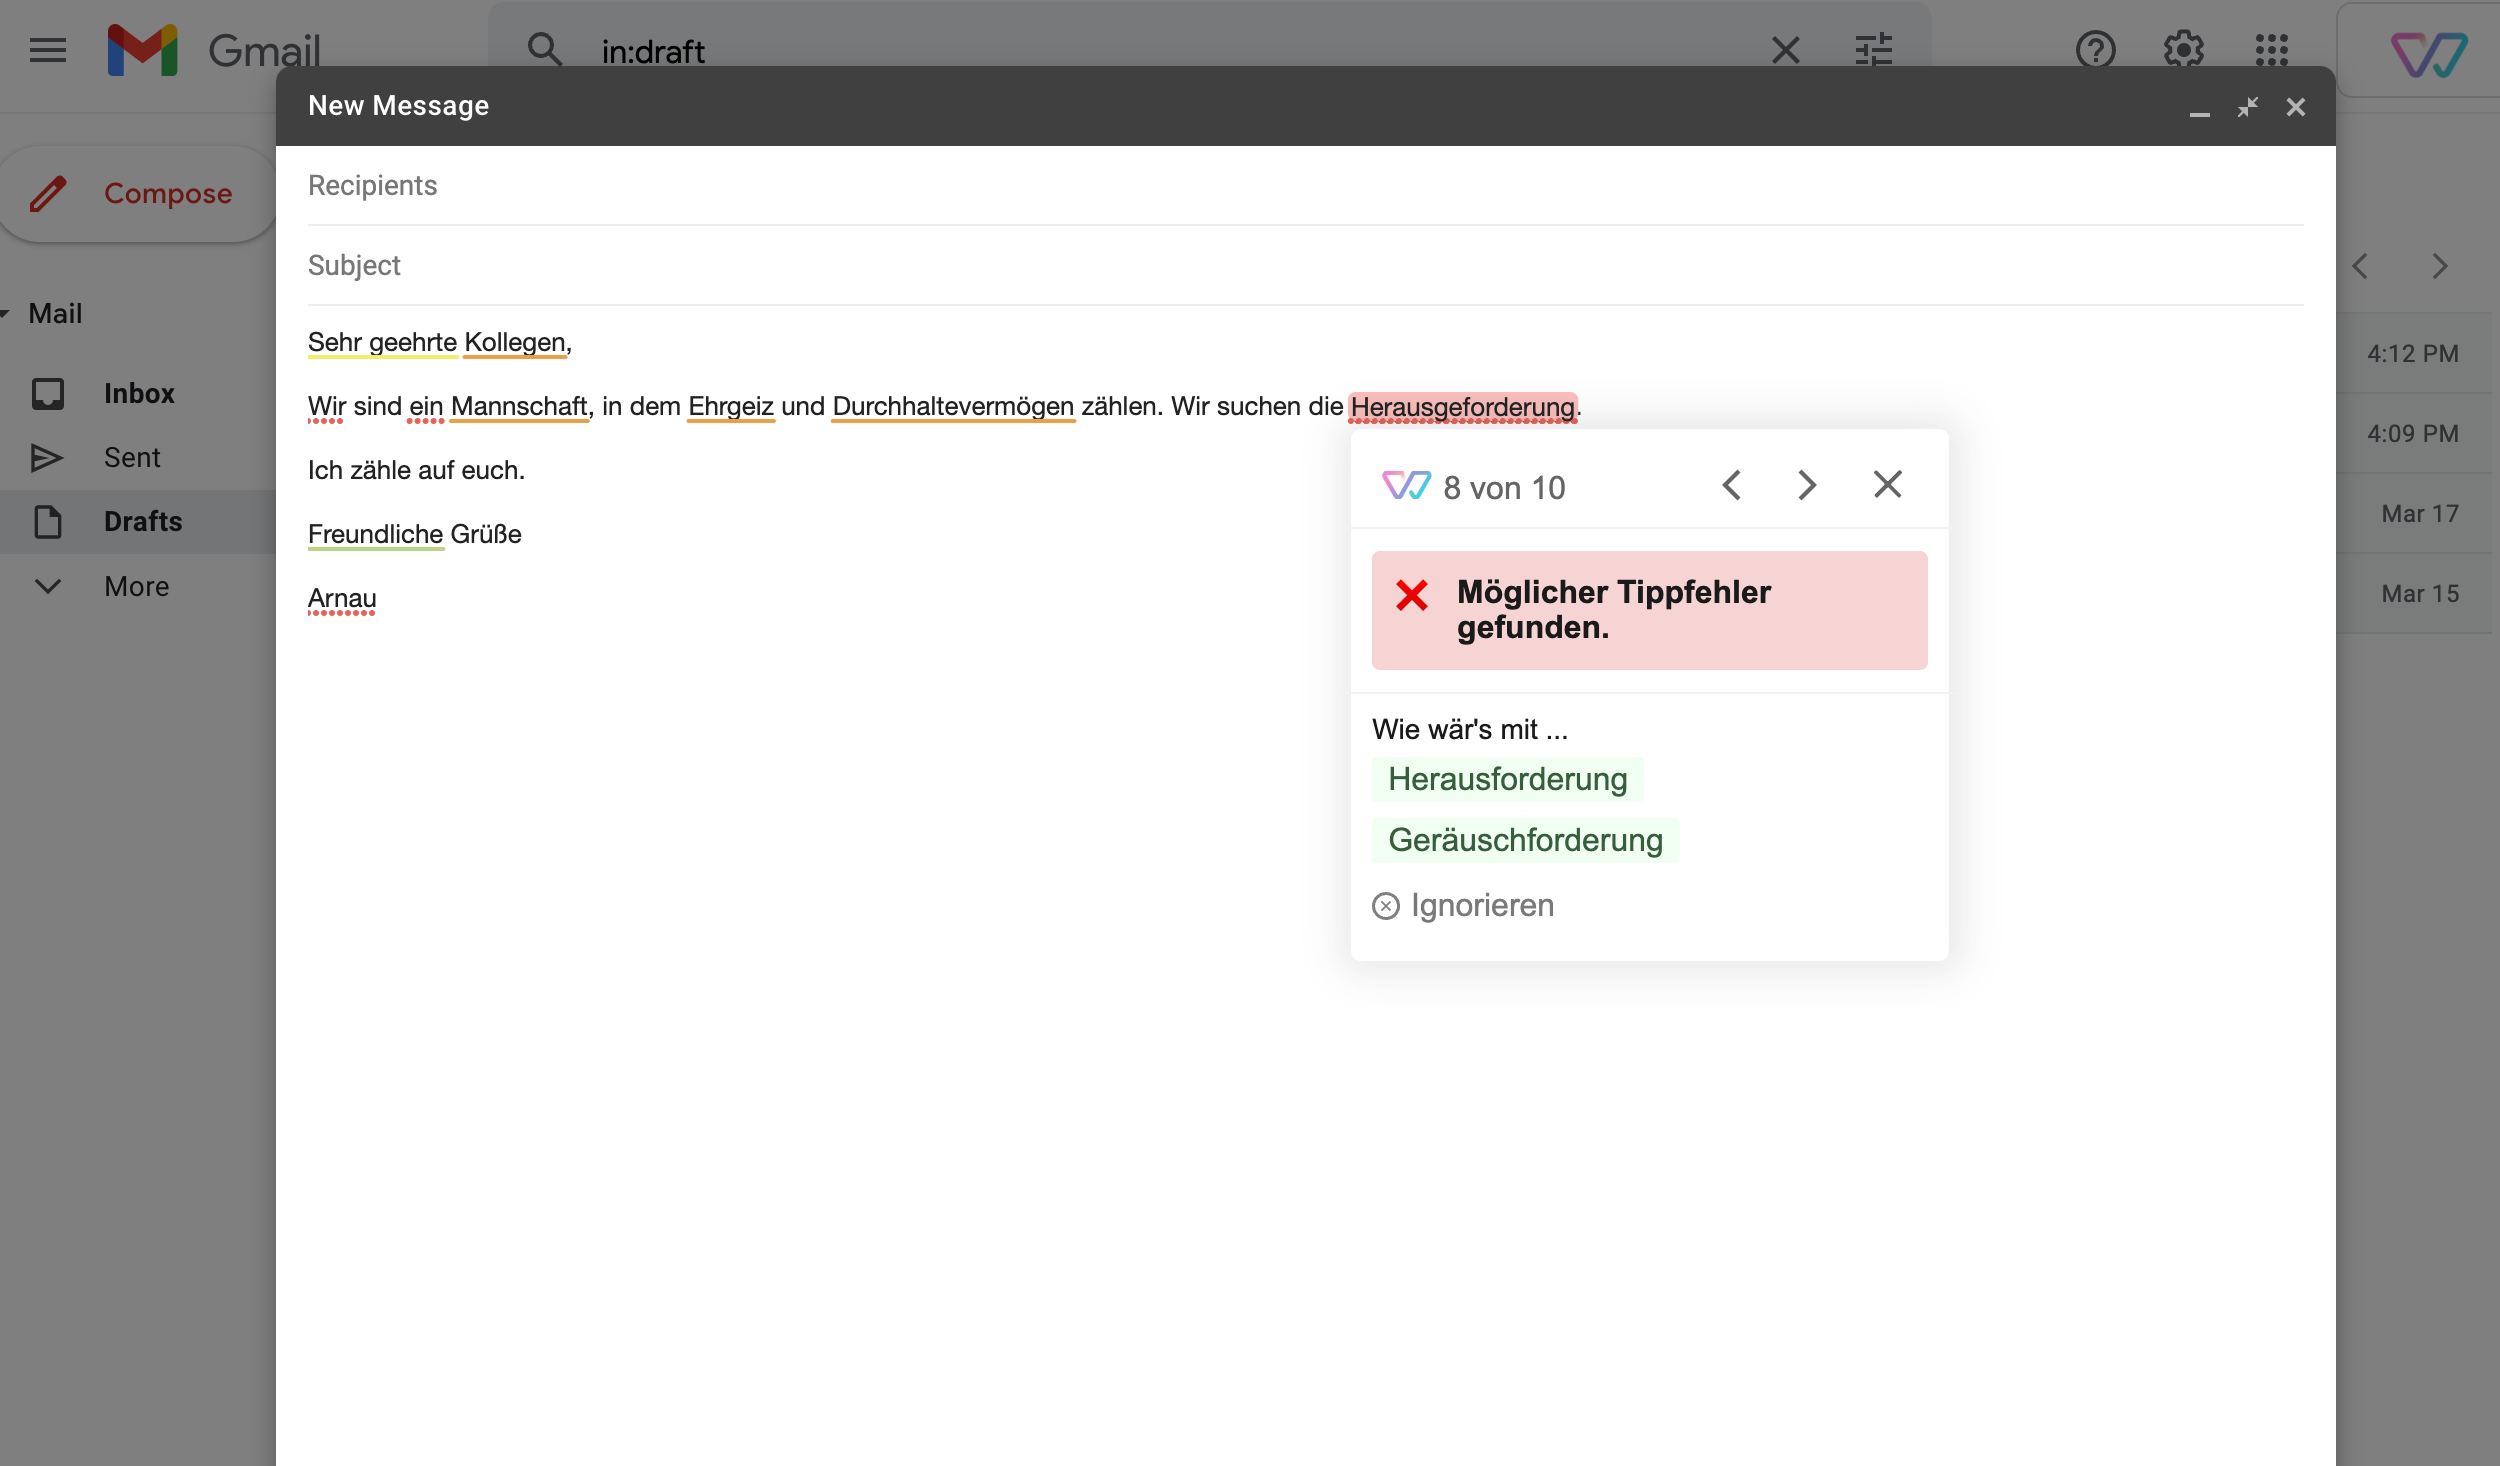 Gmail
in:draft
New Message
Compose
Recipients
Subject
Mail
Inbox
Sent
Drafts
More
4:12 PM
4:09 PM
Mar 17
Mar 15
Sehr geehrte Kollegen,
Wir sind ein Mannschaft, in dem Ehrgeiz und Durchhaltevermögen zählen. Wir suchen die Herausgeforderung.
Ich zähle auf euch.
Freundliche Grüße
Arnau
8 von 10
Möglicher Tippfehler
gefunden.
Wie wär's mit ...
Herausforderung
Geräuschforderung
Ignorieren